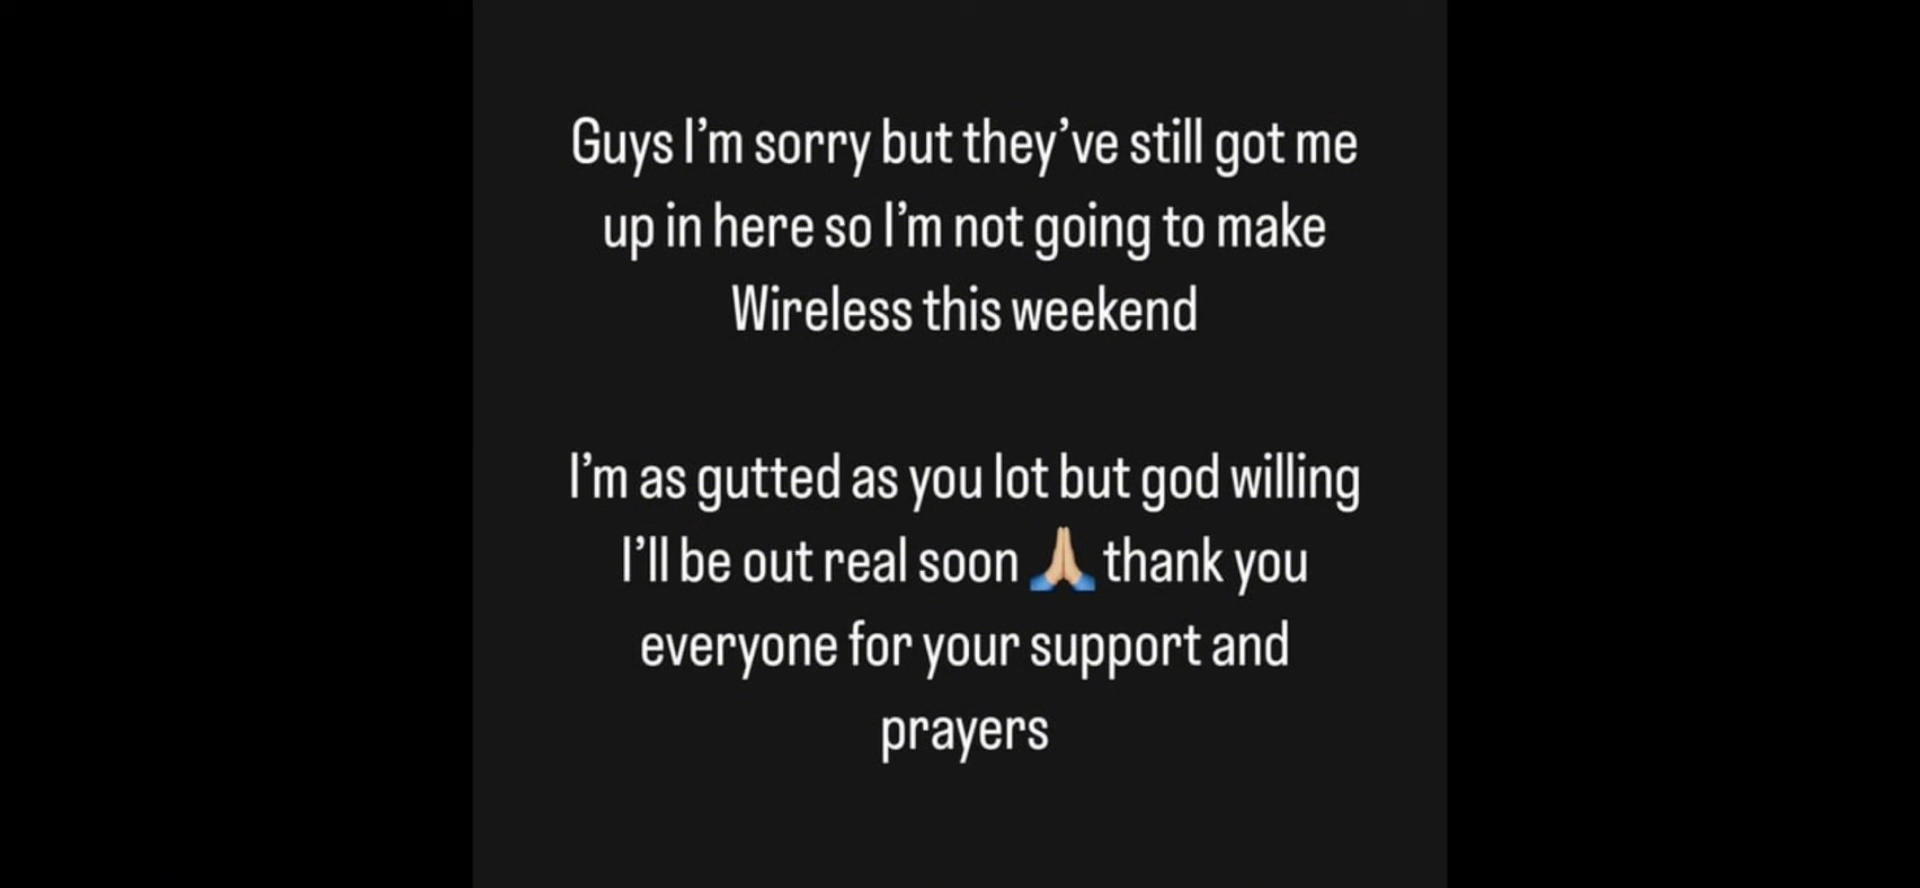 Guys I’m sorry but they’ve still got me
up in here so I’m not going to make
Wireless this weekend
I’m as gutted as you lot but god willing
I’ll be out real soon 🙏🏼 thank you
everyone for your support and
prayers